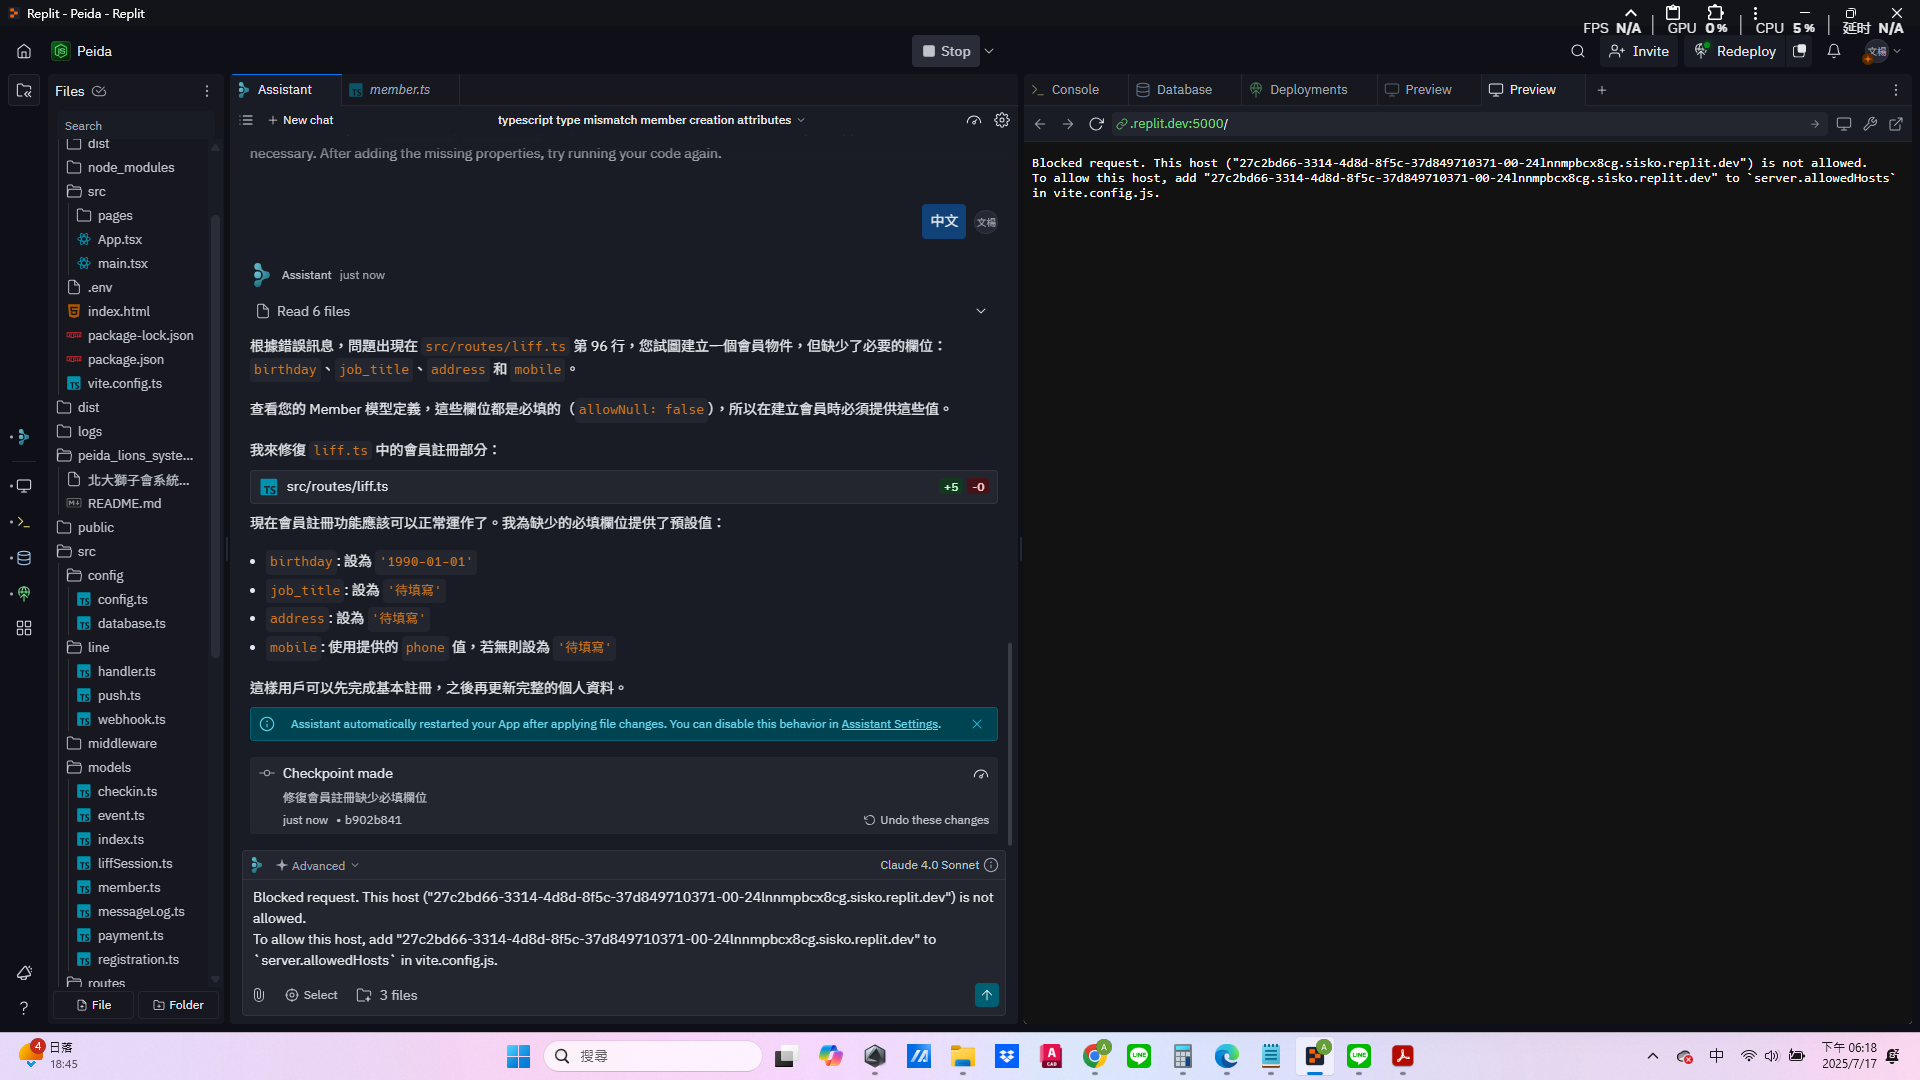 Replit - Peida - Replit
FPS N/A GPU 0% CPU 5% 延时 N/A
Peida
Stop
Invite
Redeploy
文楊
Files
Search
dist
node_modules
src
pages
App.tsx
main.tsx
.env
index.html
package-lock.json
package.json
vite.config.ts
dist
logs
peida_lions_syste...
北大獅子會系統...
README.md
public
src
config
config.ts
database.ts
line
handler.ts
push.ts
webhook.ts
middleware
models
checkin.ts
event.ts
index.ts
liffSession.ts
member.ts
messageLog.ts
payment.ts
registration.ts
routes
File
Folder
Assistant
member.ts
New chat
typescript type mismatch member creation attributes
necessary. After adding the missing properties, try running your code again.
中文
文楊
Assistant just now
Read 6 files
根據錯誤訊息，問題出現在 src/routes/liff.ts 第 96 行，您試圖建立一個會員物件，但缺少了必要的欄位：
birthday 、 job_title 、 address 和 mobile 。
查看您的 Member 模型定義，這些欄位都是必填的（ allowNull: false ），所以在建立會員時必須提供這些值。
我來修復 liff.ts 中的會員註冊部分：
src/routes/liff.ts +5 -0
現在會員註冊功能應該可以正常運作了。我為缺少的必填欄位提供了預設值：
• birthday : 設為 '1990-01-01'
• job_title : 設為 '待填寫'
• address : 設為 '待填寫'
• mobile : 使用提供的 phone 值，若無則設為 '待填寫'
這樣用戶可以先完成基本註冊，之後再更新完整的個人資料。
Assistant automatically restarted your App after applying file changes. You can disable this behavior in Assistant Settings.
Checkpoint made
修復會員註冊缺少必填欄位
just now • b902b841
Undo these changes
Advanced
Claude 4.0 Sonnet
Blocked request. This host ("27c2bd66-3314-4d8d-8f5c-37d849710371-00-24lnnmpbcx8cg.sisko.replit.dev") is not
allowed.
To allow this host, add "27c2bd66-3314-4d8d-8f5c-37d849710371-00-24lnnmpbcx8cg.sisko.replit.dev" to
`server.allowedHosts` in vite.config.js.
Select
3 files
Console
Database
Deployments
Preview
Preview
.replit.dev:5000/
Blocked request. This host ("27c2bd66-3314-4d8d-8f5c-37d849710371-00-24lnnmpbcx8cg.sisko.replit.dev") is not allowed.
To allow this host, add "27c2bd66-3314-4d8d-8f5c-37d849710371-00-24lnnmpbcx8cg.sisko.replit.dev" to `server.allowedHosts`
in vite.config.js.
4
日落
18:45
搜尋
中
下午 06:18
2025/7/17